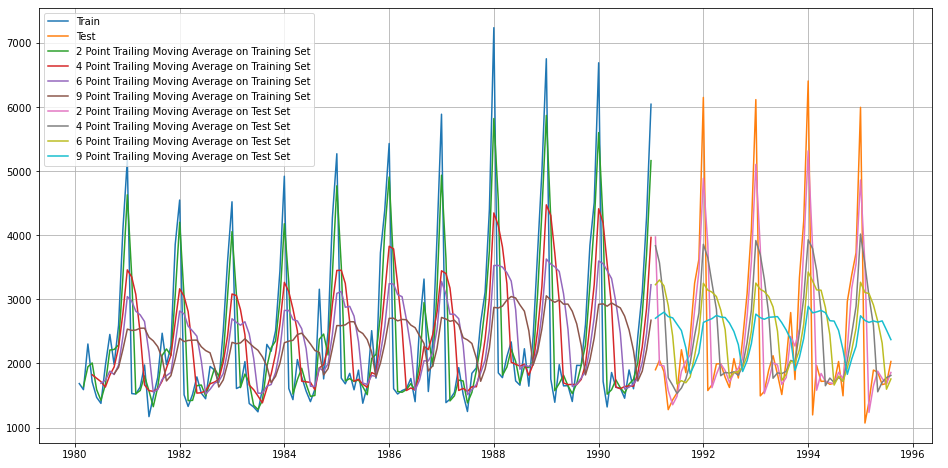 Train
Test
2 Point Trailing Moving Average on Training Set
4 Point Trailing Moving Average on Training Set
6 Point Trailing Moving Average on Training Set
9 Point Trailing Moving Average on Training Set
2 Point Trailing Moving Average on Test Set
4 Point Trailing Moving Average on Test Set
6 Point Trailing Moving Average on Test Set
9 Point Trailing Moving Average on Test Set
7000
6000
5000
4000
3000
2000
1000
1980 1982 1984 1986 1988 1990 1992 1994 1996